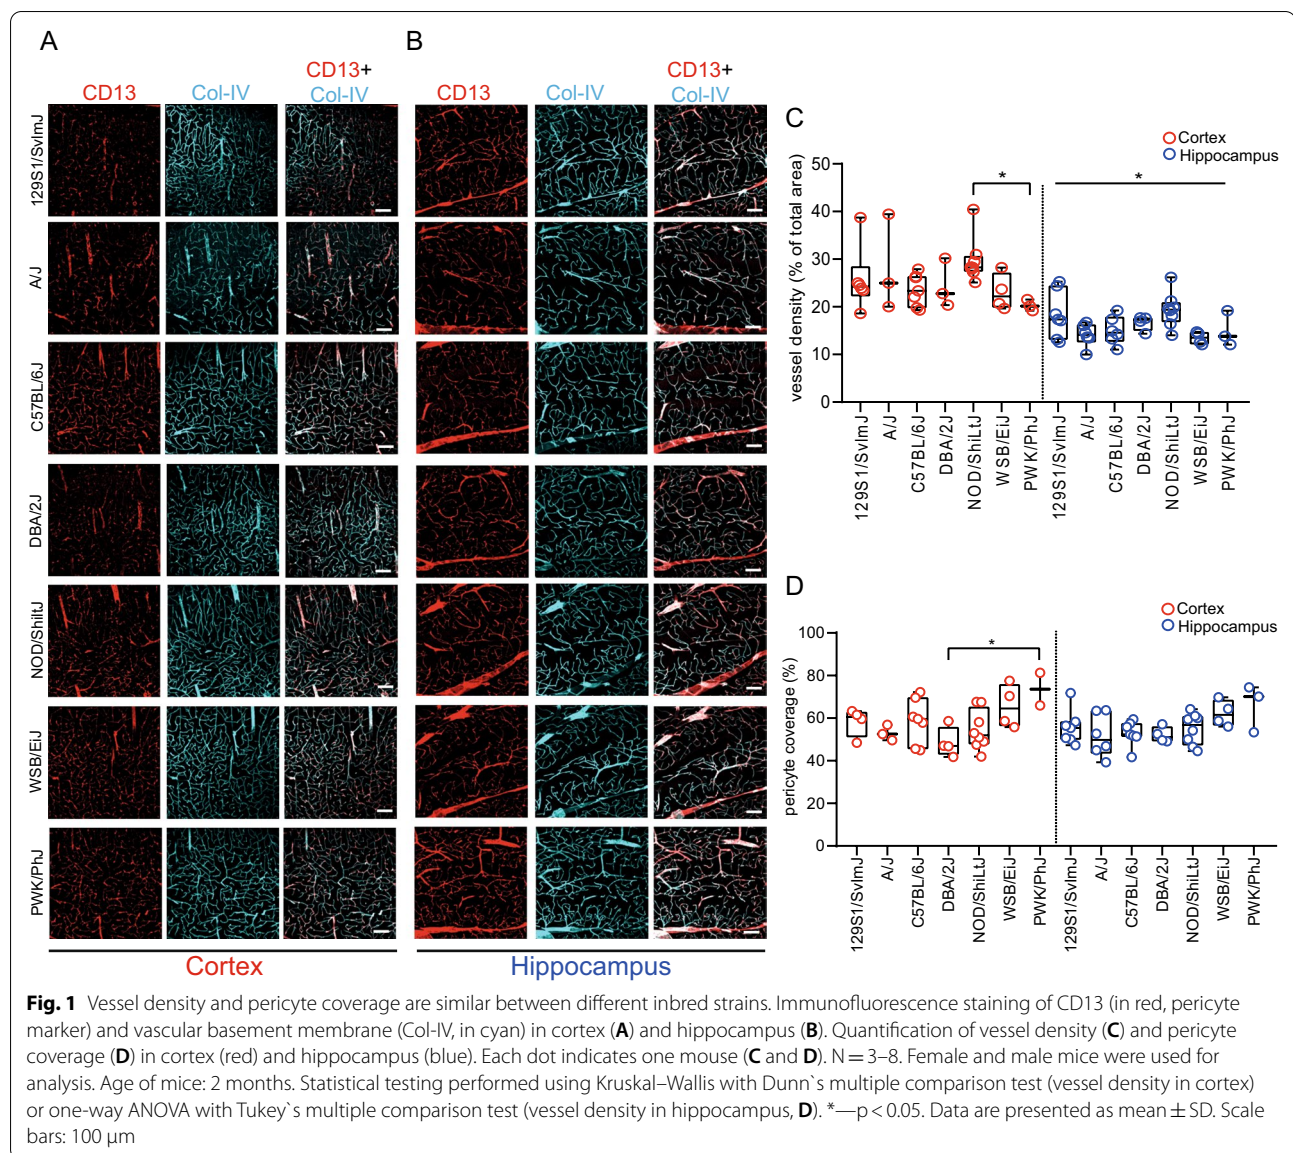 A
B
CD13
Col-IV
CD13+
Col-IV
CD13
Col-IV
CD13+
Col-IV
129S1/SvImJ
A/J
C57BL/6J
DBA/2J
NOD/ShiltJ
WSB/EiJ
PWK/PhJ
Cortex
Hippocampus
C
Cortex
Hippocampus
vessel density (% of total area)
50
40
30
20
10
0
*
*
129S1/SvImJ
A/J
C57BL/6J
DBA/2J
NOD/ShiLtJ
WSB/EiJ
PWK/PhJ
129S1/SvImJ
A/J
C57BL/6J
DBA/2J
NOD/ShiLtJ
WSB/EiJ
PWK/PhJ
D
Cortex
Hippocampus
pericyte coverage (%)
100
80
60
40
20
0
*
129S1/SvImJ
A/J
C57BL/6J
DBA/2J
NOD/ShiLtJ
WSB/EiJ
PWK/PhJ
129S1/SvImJ
A/J
C57BL/6J
DBA/2J
NOD/ShiLtJ
WSB/EiJ
PWK/PhJ
Fig. 1 Vessel density and pericyte coverage are similar between different inbred strains. Immunofluorescence staining of CD13 (in red, pericyte
marker) and vascular basement membrane (Col-IV, in cyan) in cortex (A) and hippocampus (B). Quantification of vessel density (C) and pericyte
coverage (D) in cortex (red) and hippocampus (blue). Each dot indicates one mouse (C and D). N = 3–8. Female and male mice were used for
analysis. Age of mice: 2 months. Statistical testing performed using Kruskal–Wallis with Dunn`s multiple comparison test (vessel density in cortex)
or one-way ANOVA with Tukey`s multiple comparison test (vessel density in hippocampus, D). *—p < 0.05. Data are presented as mean ± SD. Scale
bars: 100 µm